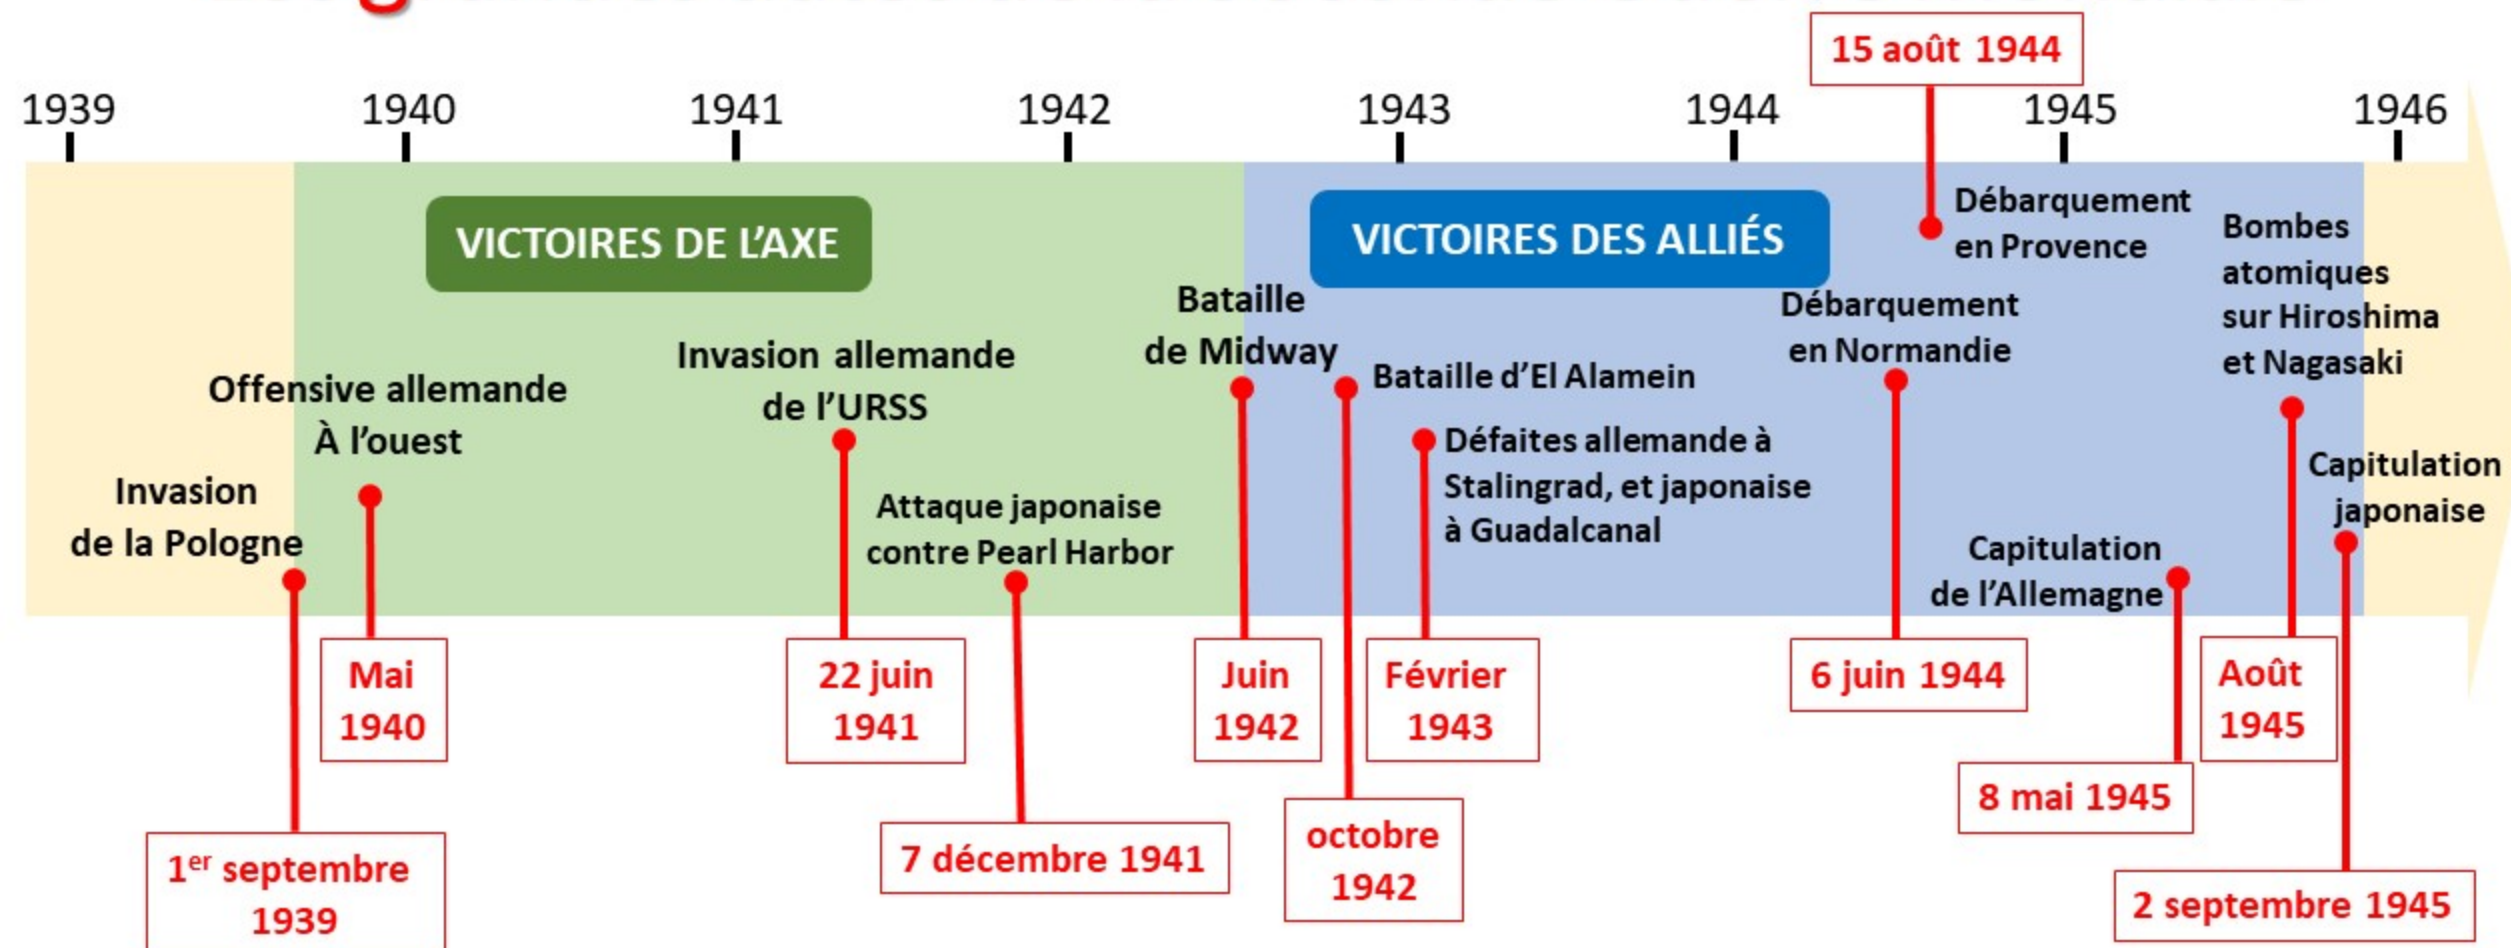 15 août 1944
1939 1940 1941 1942 1943 1944 1945 1946
VICTOIRES DE L'AXE
VICTOIRES DES ALLIÉS
Débarquement
en Provence
Bombes
atomiques
sur Hiroshima
et Nagasaki
Bataille
de Midway
Débarquement
en Normandie
Invasion allemande
de l'URSS
Bataille d'El Alamein
Offensive allemande
À l'ouest
Défaites allemande à
Stalingrad, et japonaise
à Guadalcanal
Capitulation
japonaise
Invasion
de la Pologne
Attaque japonaise
contre Pearl Harbor
Capitulation
de l'Allemagne
Mai
1940
22 juin
1941
Juin
1942
Février
1943
6 juin 1944
Août
1945
8 mai 1945
1er septembre
1939
7 décembre 1941
octobre
1942
2 septembre 1945